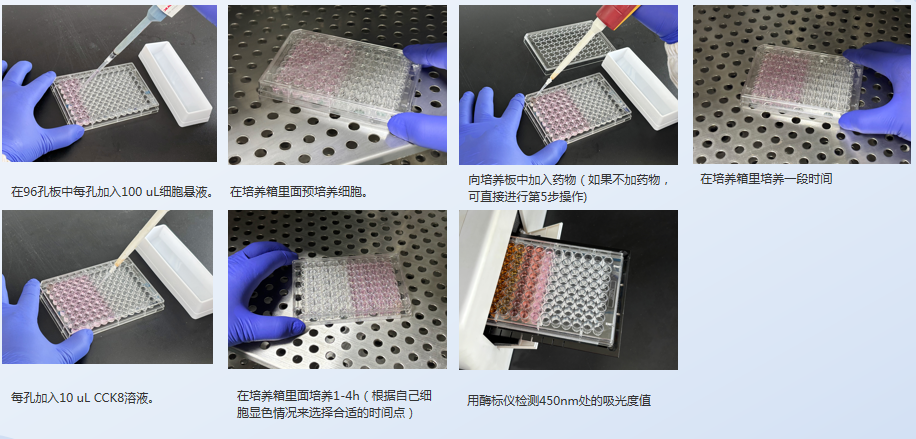 在96孔板中每孔加入100 uL细胞悬液。
在培养箱里面预培养细胞。
向培养板中加入药物（如果不加药物，
可直接进行第5步操作)
在培养箱里培养一段时间
每孔加入10 uL CCK8溶液。
在培养箱里面培养1-4h（根据自己细
胞显色情况来选择合适的时间点）
用酶标仪检测450nm处的吸光度值